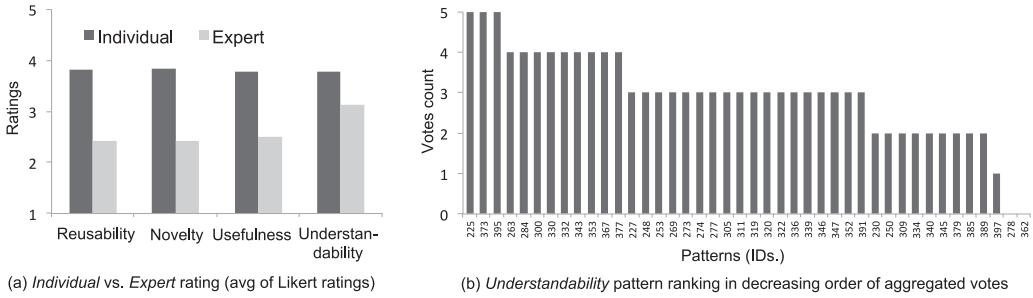 5
4
3
2
1
Ratings
Individual
Expert
Reusability
Novelty
Usefulness
Understan-
dability
(a) Individual vs. Expert rating (avg of Likert ratings)
5
4
3
2
1
0
Votes count
225 373 395 263 284 300 330 332 343 353 367 377 227 248 253 269 273 274 277 305 311 319 320 322 336 339 346 347 352 391 230 250 309 334 340 345 379 385 389 397 278 362
Patterns (IDs.)
(b) Understandability pattern ranking in decreasing order of aggregated votes